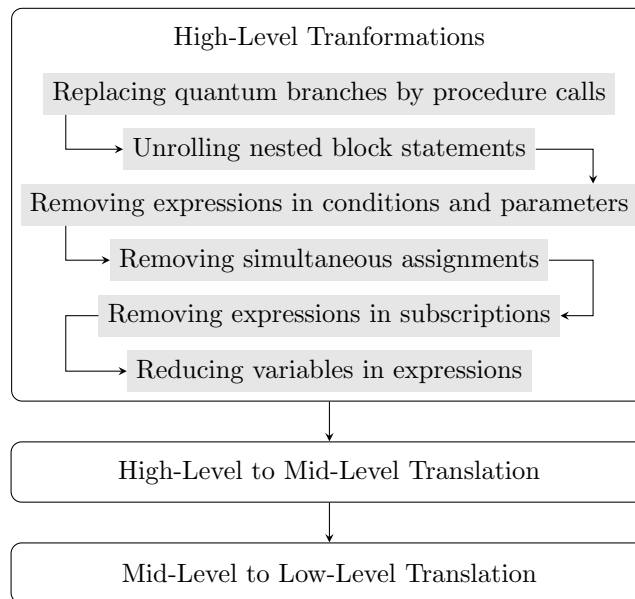 High-Level Tranformations
Replacing quantum branches by procedure calls
Unrolling nested block statements
Removing expressions in conditions and parameters
Removing simultaneous assignments
Removing expressions in subscriptions
Reducing variables in expressions
High-Level to Mid-Level Translation
Mid-Level to Low-Level Translation